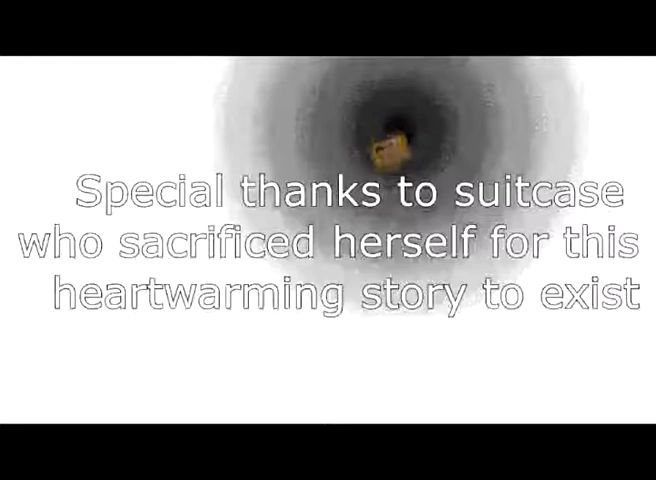 Special thanks to suitcase
who sacrificed herself for this
heartwarming story to exist